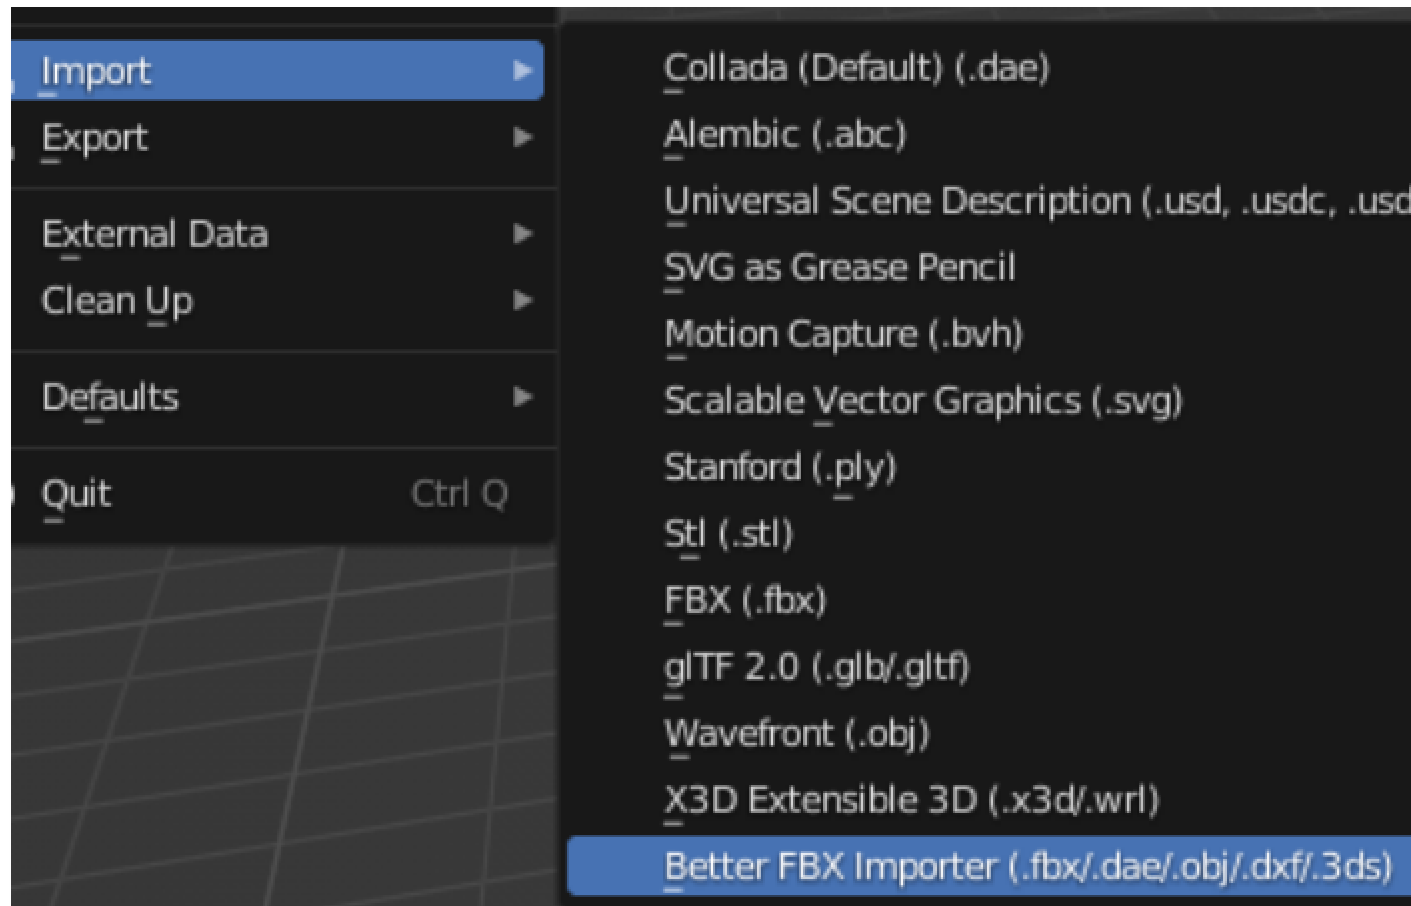 Import
Export
External Data
Clean Up
Defaults
Quit Ctrl Q
Collada (Default) (.dae)
Alembic (.abc)
Universal Scene Description (.usd, .usdc, .usd
SVG as Grease Pencil
Motion Capture (.bvh)
Scalable Vector Graphics (.svg)
Stanford (.ply)
Stl (.stl)
FBX (.fbx)
glTF 2.0 (.glb/.gltf)
Wavefront (.obj)
X3D Extensible 3D (.x3d/.wrl)
Better FBX Importer (.fbx/.dae/.obj/.dxf/.3ds)